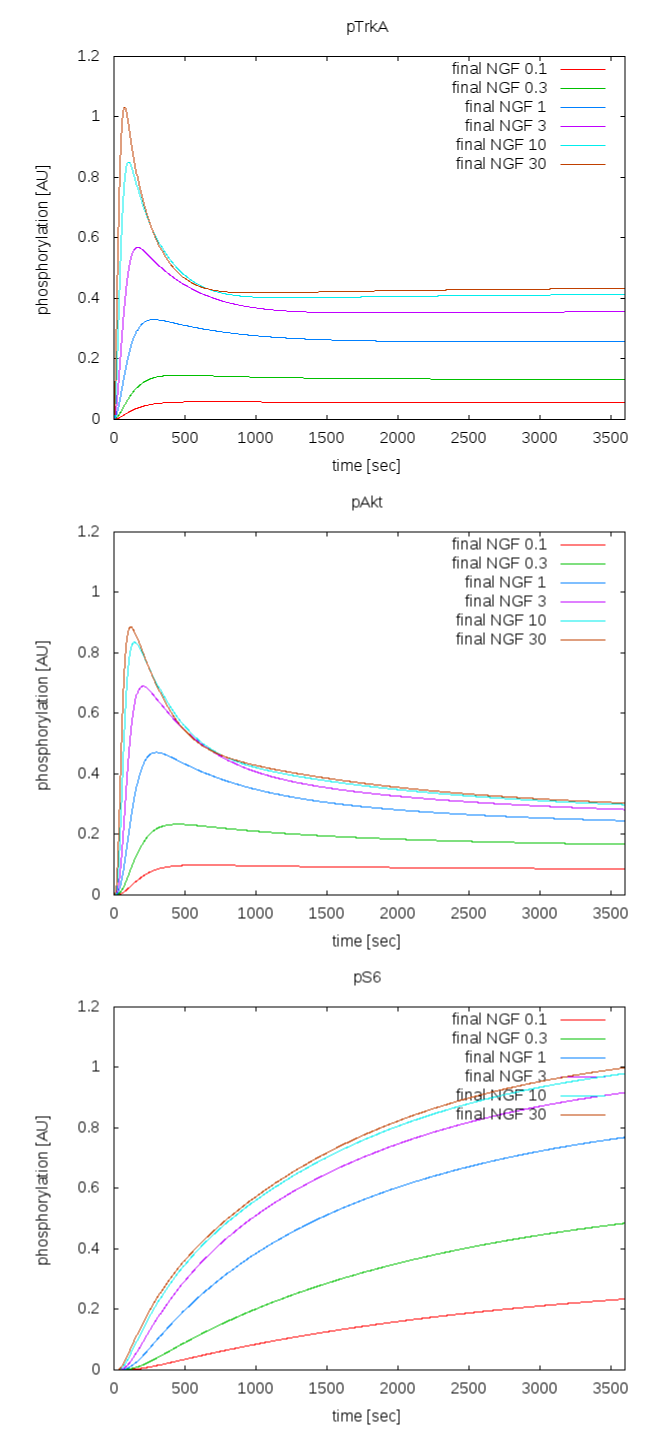 pTrkA
1.2
final NGF 0.1
final NGF 0.3
1
final NGF 1
final NGF 3
final NGF 10
0.8
final NGF 30
phosphorylation [AU]
0.6
0.4
0.2
0
0 500 1000 1500 2000 2500 3000 3500
time [sec]
pAkt
1.2
final NGF 0.1
final NGF 0.3
1
final NGF 1
final NGF 3
final NGF 10
0.8
final NGF 30
phosphorylation [AU]
0.6
0.4
0.2
0
0 500 1000 1500 2000 2500 3000 3500
time [sec]
pS6
1.2
final NGF 0.1
final NGF 0.3
1
final NGF 1
final NGF 3
final NGF 10
0.8
final NGF 30
phosphorylation [AU]
0.6
0.4
0.2
0
0 500 1000 1500 2000 2500 3000 3500
time [sec]